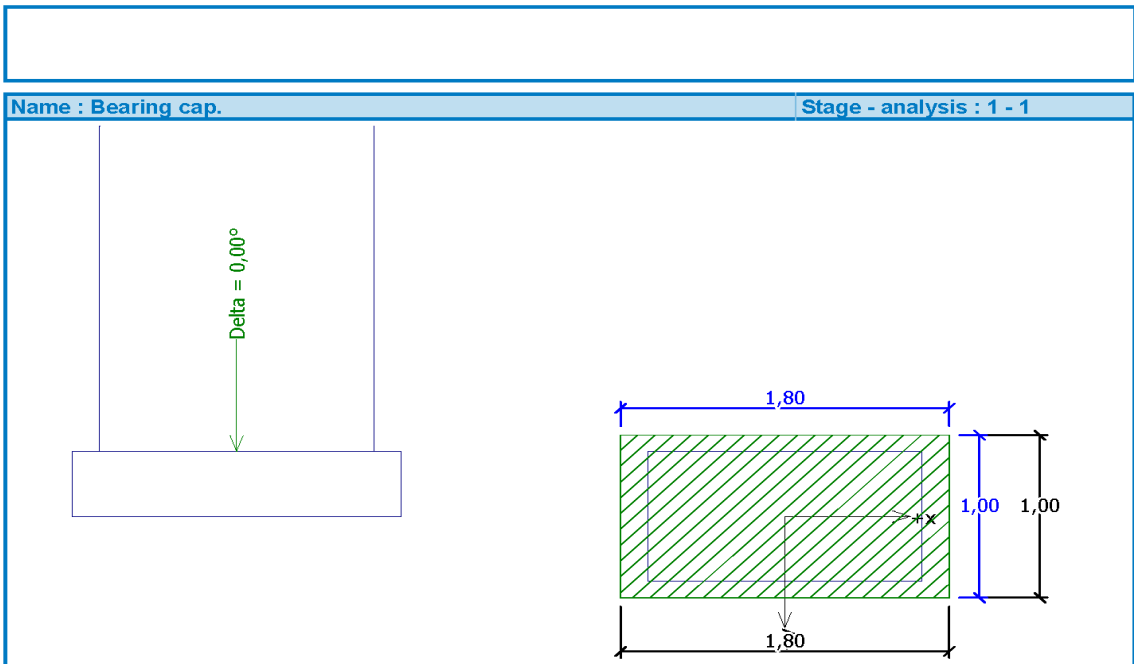 Name : Bearing cap.
Stage - analysis : 1 - 1
Delta = 0,00°
1,80
1,00
1,00
+x
1,80